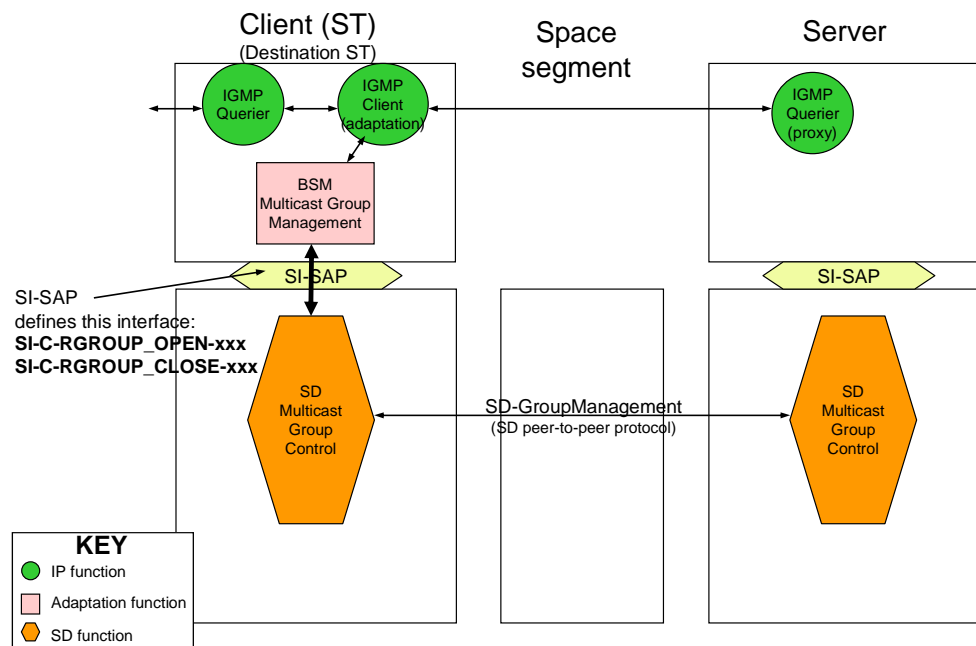 Client (ST)
(Destination ST)
Space
segment
Server
IGMP
Querier
IGMP
Client
(adaptation)
IGMP
Querier
(proxy)
BSM
Multicast Group
Management
SI-SAP
SI-SAP
SI-SAP
defines this interface:
SI-C-RGROUP_OPEN-xxx
SI-C-RGROUP_CLOSE-xxx
SD
Multicast
Group
Control
SD-GroupManagement
(SD peer-to-peer protocol)
SD
Multicast
Group
Control
KEY
IP function
Adaptation function
SD function